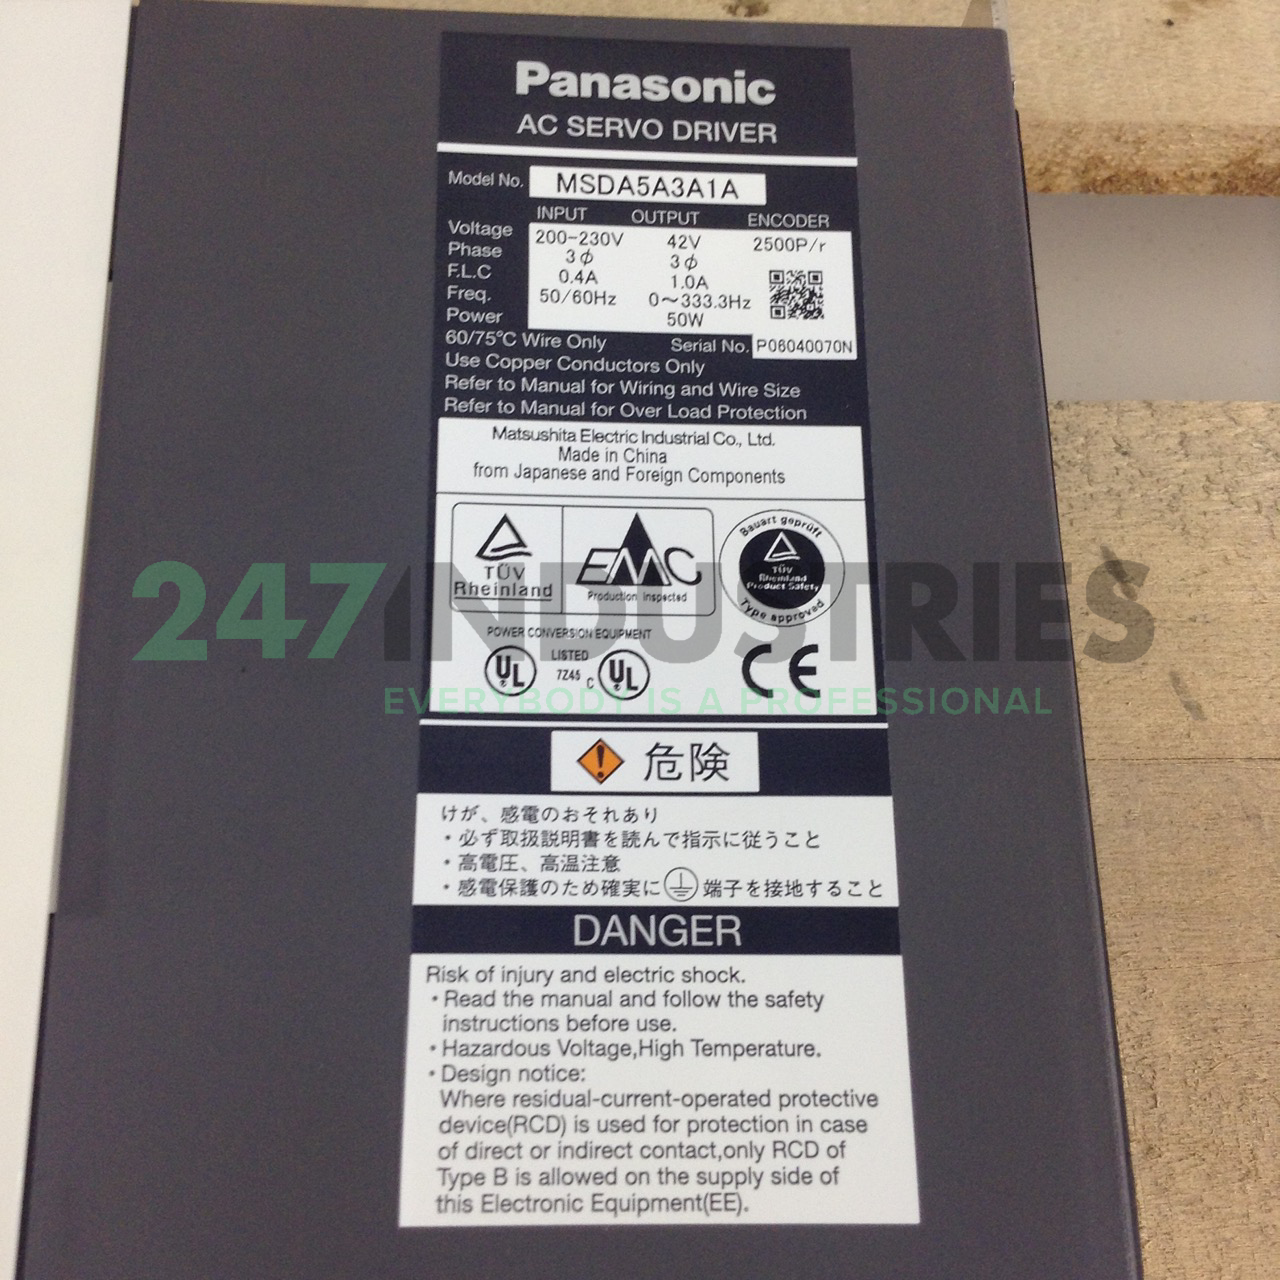 Panasonic
AC SERVO DRIVER
Model No. MSDA5A3A1A
INPUT OUTPUT ENCODER
Voltage 200-230V 42V 2500P/r
Phase 3ϕ 3ϕ
F.L.C 0.4A 1.0A
Freq. 50/60Hz 0～333.3Hz
Power 50W
60/75°C Wire Only Serial No. P06040070N
Use Copper Conductors Only
Refer to Manual for Wiring and Wire Size
Refer to Manual for Over Load Protection
Matsushita Electric Industrial Co., Ltd.
Made in China
from Japanese and Foreign Components
TÜV
Rheinland
EMC
Production Inspected
Bauart geprüft
TÜV
Rheinland
Product Safety
Type approved
247INDUSTRIES
EVERYBODY IS A PROFESSIONAL
POWER CONVERSION EQUIPMENT
UL LISTED 7Z45 C UL CE
危険
けが、感電のおそれあり
・必ず取扱説明書を読んで指示に従うこと
・高電圧、高温注意
・感電保護のため確実に⏚端子を接地すること
DANGER
Risk of injury and electric shock.
・Read the manual and follow the safety
instructions before use.
・Hazardous Voltage,High Temperature.
・Design notice:
Where residual-current-operated protective
device(RCD) is used for protection in case
of direct or indirect contact,only RCD of
Type B is allowed on the supply side of
this Electronic Equipment(EE).